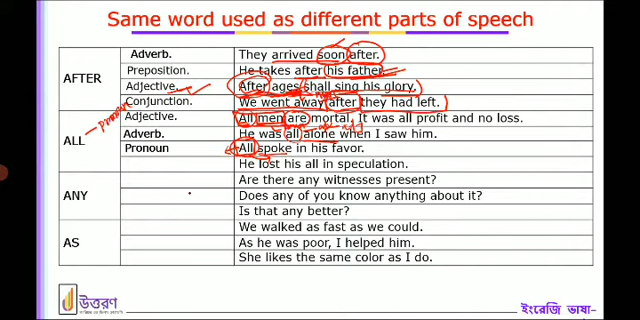 Same word used as different parts of speech
AFTER
Adverb. They arrived soon after.
Preposition. He takes after his father.
Adjective. After ages shall sing his glory.
Conjunction. We went away after they had left.
ALL
pronoun
Adjective. All men are mortal. It was all profit and no loss.
Adverb. He was all alone when I saw him.
Pronoun All spoke in his favor.
He lost his all in speculation.
ANY
Are there any witnesses present?
Does any of you know anything about it?
Is that any better?
AS
We walked as fast as we could.
As he was poor, I helped him.
She likes the same color as I do.
উত্তরণ
ইংরেজি ভাষা-